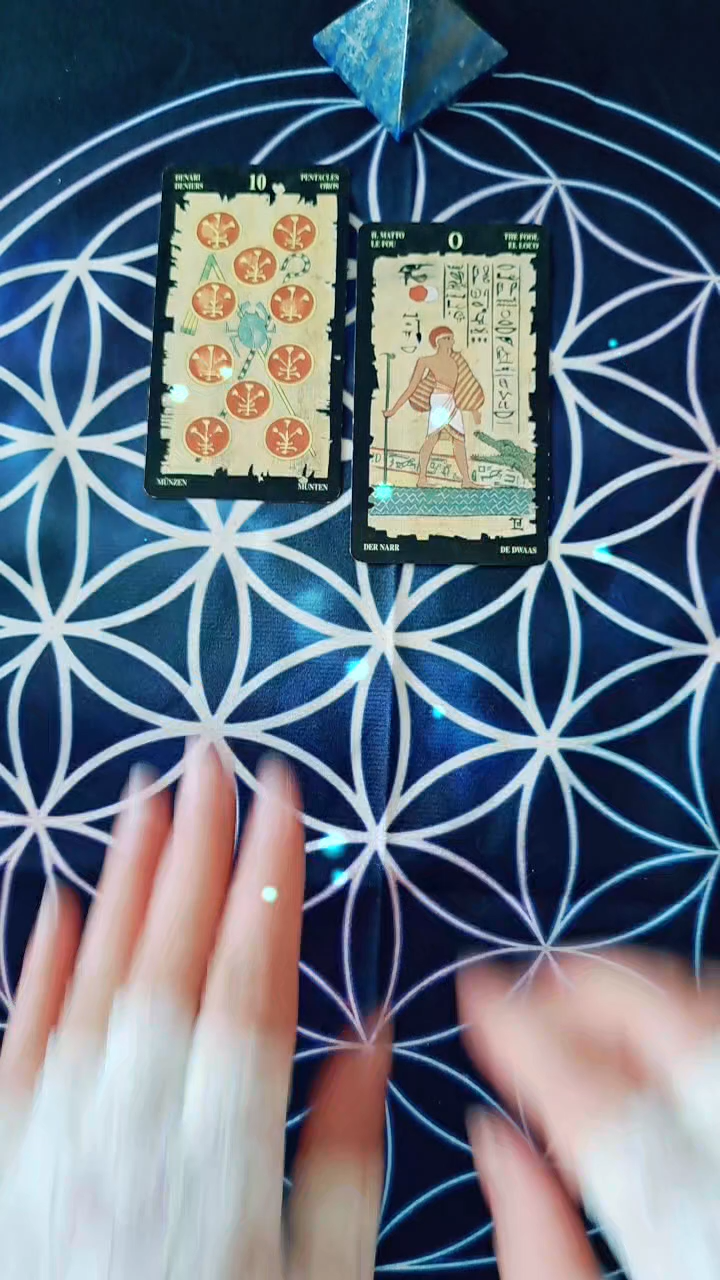 DENARI
DENIERS
10
PENTACLES
OROS
MÜNZEN
MUNTEN
IL MATTO
LE FOU
0
THE FOOL
EL LOCO
DER NARR
DE DWAAS